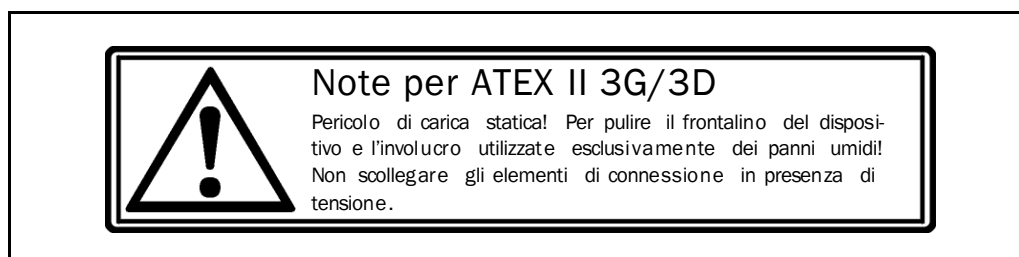 Note per ATEX II 3G/3D
Pericolo di carica statica! Per pulire il frontalino del disposi-
tivo e l'involucro utilizzate esclusivamente dei panni umidi!
Non scollegare gli elementi di connessione in presenza di
tensione.